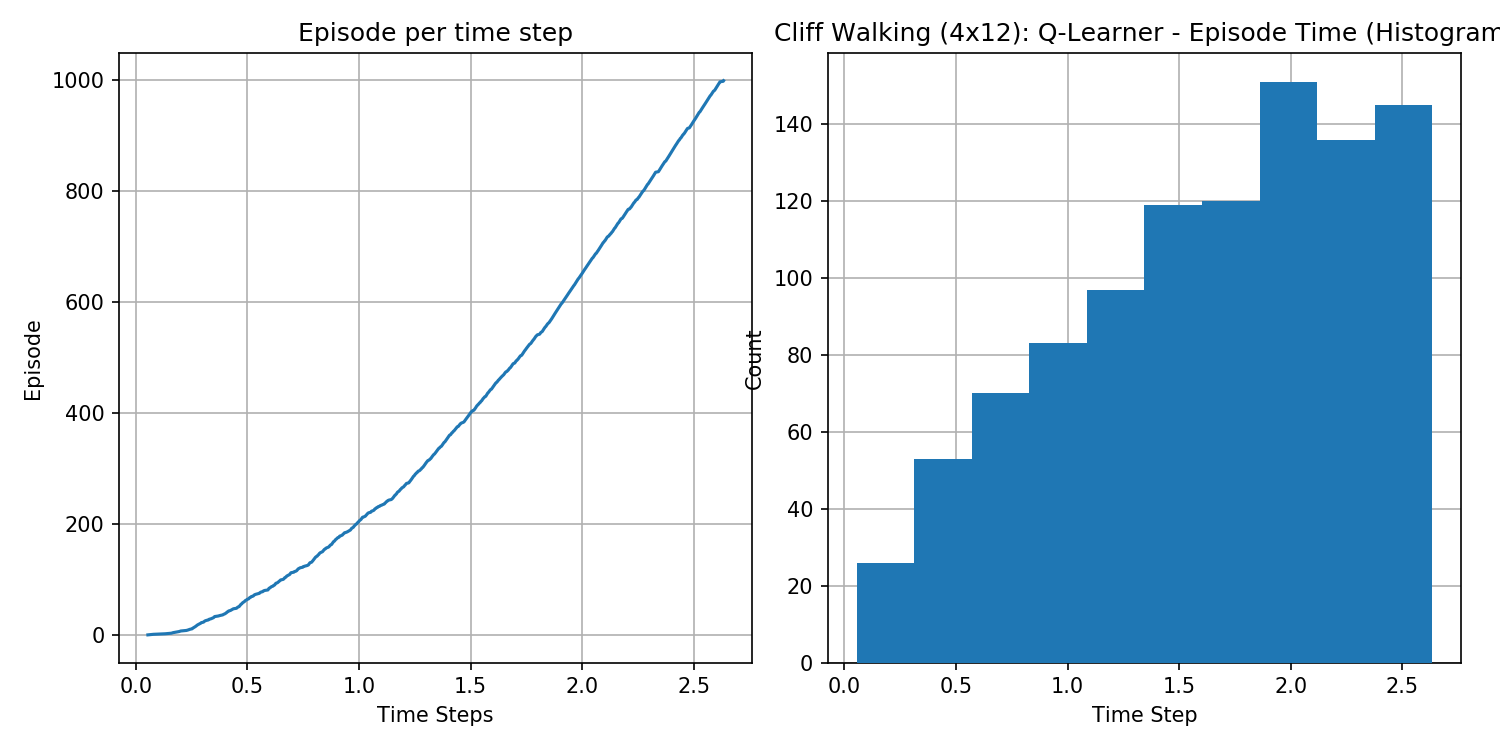 Episode per time step
1000
800
600
400
200
0
Episode
0.0 0.5 1.0 1.5 2.0 2.5
Time Steps
Cliff Walking (4x12): Q-Learner - Episode Time (Histogram
140
120
100
80
60
40
20
0
Count
0.0 0.5 1.0 1.5 2.0 2.5
Time Step